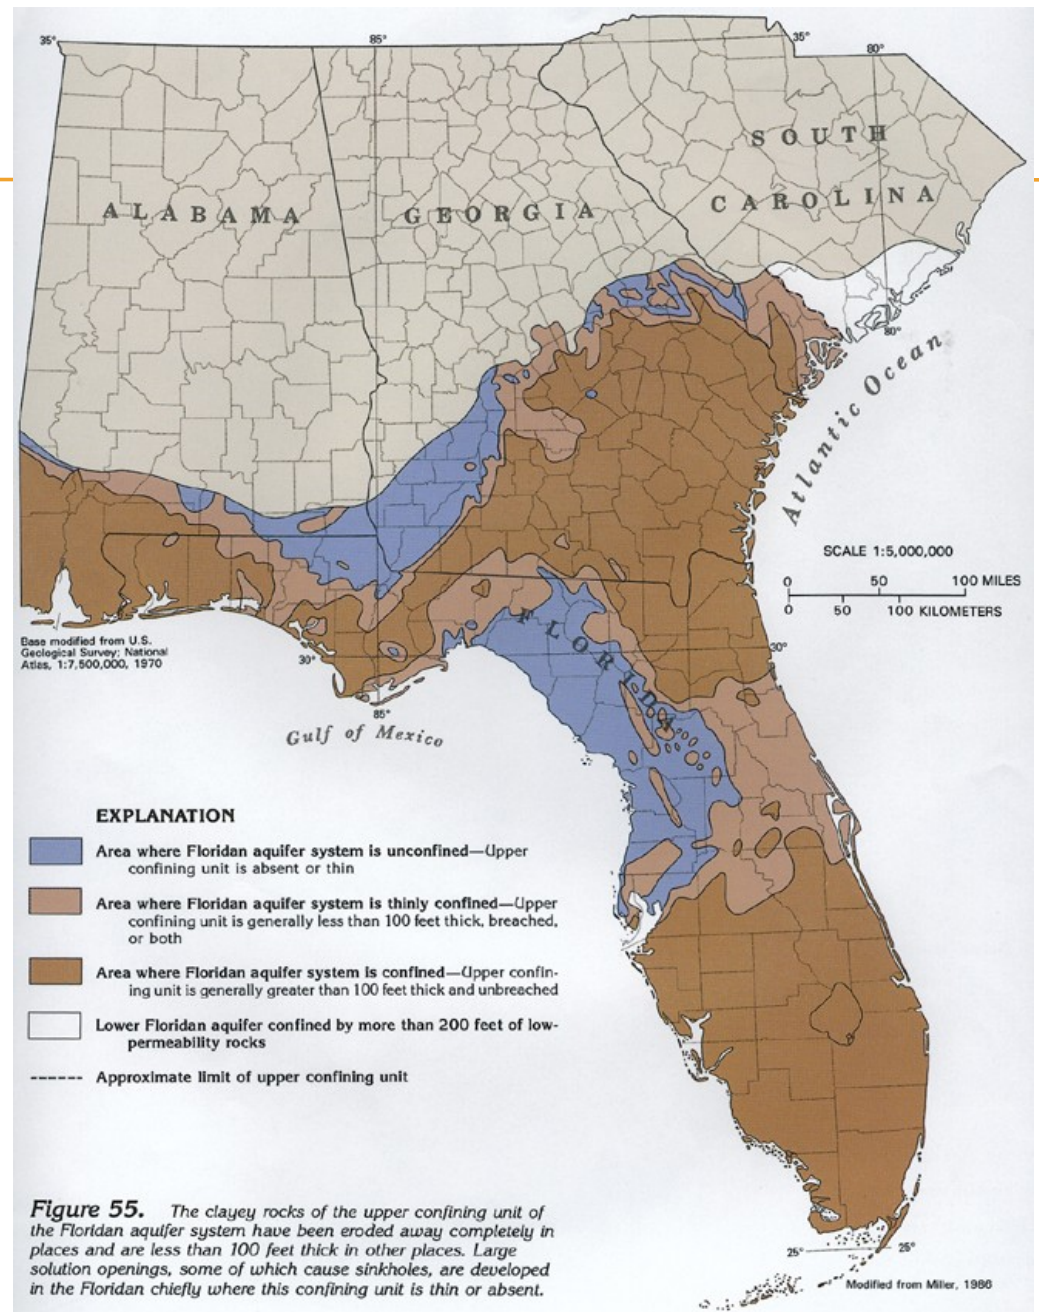 35°
85°
35°
80°
SOUTH
CAROLINA
ALABAMA
GEORGIA
80°
Atlantic Ocean
SCALE 1:5,000,000
0 50 100 MILES
0 50 100 KILOMETERS
FLORIDA
Base modified from U.S.
Geological Survey; National
Atlas, 1:7,500,000, 1970
30°
30°
85°
Gulf of Mexico
EXPLANATION
Area where Floridan aquifer system is unconfined—Upper
confining unit is absent or thin
Area where Floridan aquifer system is thinly confined—Upper
confining unit is generally less than 100 feet thick, breached,
or both
Area where Floridan aquifer system is confined—Upper confin-
ing unit is generally greater than 100 feet thick and unbreached
Lower Floridan aquifer confined by more than 200 feet of low-
permeability rocks
Approximate limit of upper confining unit
Figure 55. The clayey rocks of the upper confining unit of
the Floridan aquifer system have been eroded away completely in
places and are less than 100 feet thick in other places. Large
solution openings, some of which cause sinkholes, are developed
in the Floridan chiefly where this confining unit is thin or absent.
25°
25°
Modified from Miller, 1986